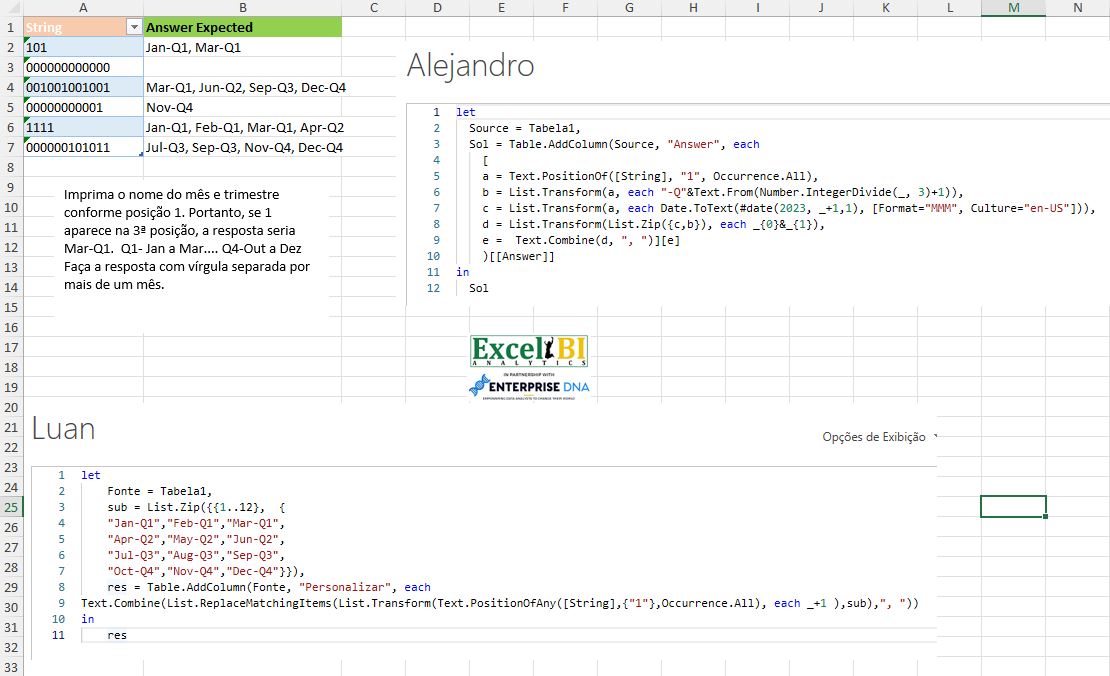 A B C D E F G H I J K L M N
1 String Answer Expected
2 101 Jan-Q1, Mar-Q1
3 000000000000
4 001001001001 Mar-Q1, Jun-Q2, Sep-Q3, Dec-Q4
5 00000000001 Nov-Q4
6 1111 Jan-Q1, Feb-Q1, Mar-Q1, Apr-Q2
7 000000101011 Jul-Q3, Sep-Q3, Nov-Q4, Dec-Q4
8
9
10
11
12
13
14
15
16
17
18
19
20
21
22
23
24
25
26
27
28
29
30
31
32
33
Imprima o nome do mês e trimestre
conforme posição 1. Portanto, se 1
aparece na 3ª posição, a resposta seria
Mar-Q1.  Q1- Jan a Mar.... Q4-Out a Dez
Faça a resposta com vírgula separada por
mais de um mês.
Alejandro
1 let
2 Source = Tabela1,
3 Sol = Table.AddColumn(Source, "Answer", each
4 [
5 a = Text.PositionOf([String], "1", Occurrence.All),
6 b = List.Transform(a, each "-Q"&Text.From(Number.IntegerDivide(_, 3)+1)),
7 c = List.Transform(a, each Date.ToText(#date(2023, _+1,1), [Format="MMM", Culture="en-US"])),
8 d = List.Transform(List.Zip({c,b}), each _{0}&_{1}),
9 e =  Text.Combine(d, ", ")][e]
10 )[[Answer]]
11 in
12 Sol
Excel BI
ANALYTICS
IN PARTNERSHIP WITH
ENTERPRISE DNA
EMPOWERING DATA ANALYSTS TO CHANGE THEIR WORLD
Luan
Opções de Exibição
1 let
2 Fonte = Tabela1,
3 sub = List.Zip({{1..12},  {
4 "Jan-Q1","Feb-Q1","Mar-Q1",
5 "Apr-Q2","May-Q2","Jun-Q2",
6 "Jul-Q3","Aug-Q3","Sep-Q3",
7 "Oct-Q4","Nov-Q4","Dec-Q4"}}),
8 res = Table.AddColumn(Fonte, "Personalizar", each
9 Text.Combine(List.ReplaceMatchingItems(List.Transform(Text.PositionOfAny([String],{"1"},Occurrence.All), each _+1 ),sub),", "))
10 in
11 res